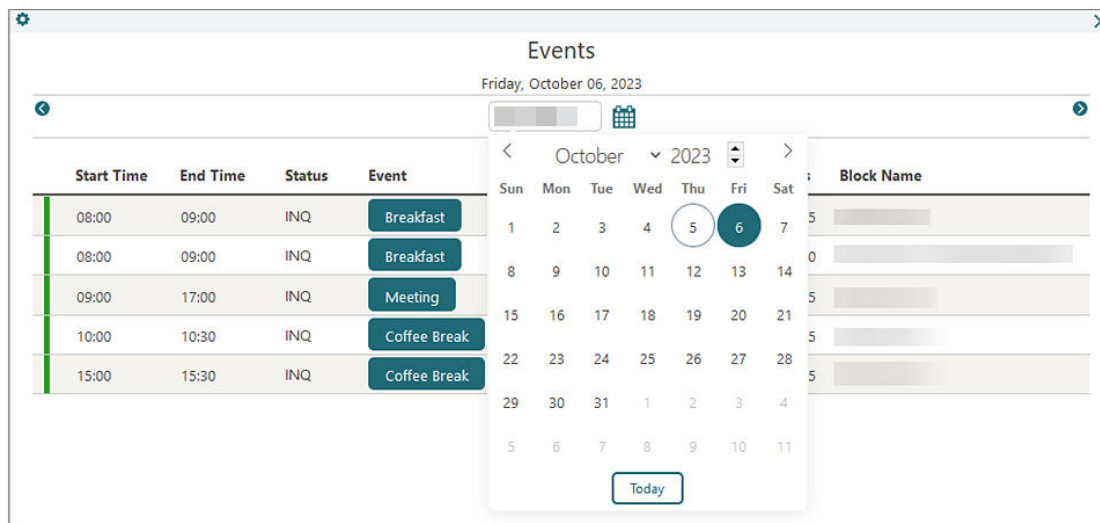 Events
Friday, October 06, 2023
October 2023
Start Time End Time Status Event Block Name
Sun Mon Tue Wed Thu Fri Sat
08:00 09:00 INQ Breakfast 5
1 2 3 4 5 6 7
08:00 09:00 INQ Breakfast 0
8 9 10 11 12 13 14
09:00 17:00 INQ Meeting 5
15 16 17 18 19 20 21
10:00 10:30 INQ Coffee Break 5
22 23 24 25 26 27 28
15:00 15:30 INQ Coffee Break 5
29 30 31 1 2 3 4
5 6 7 8 9 10 11
Today